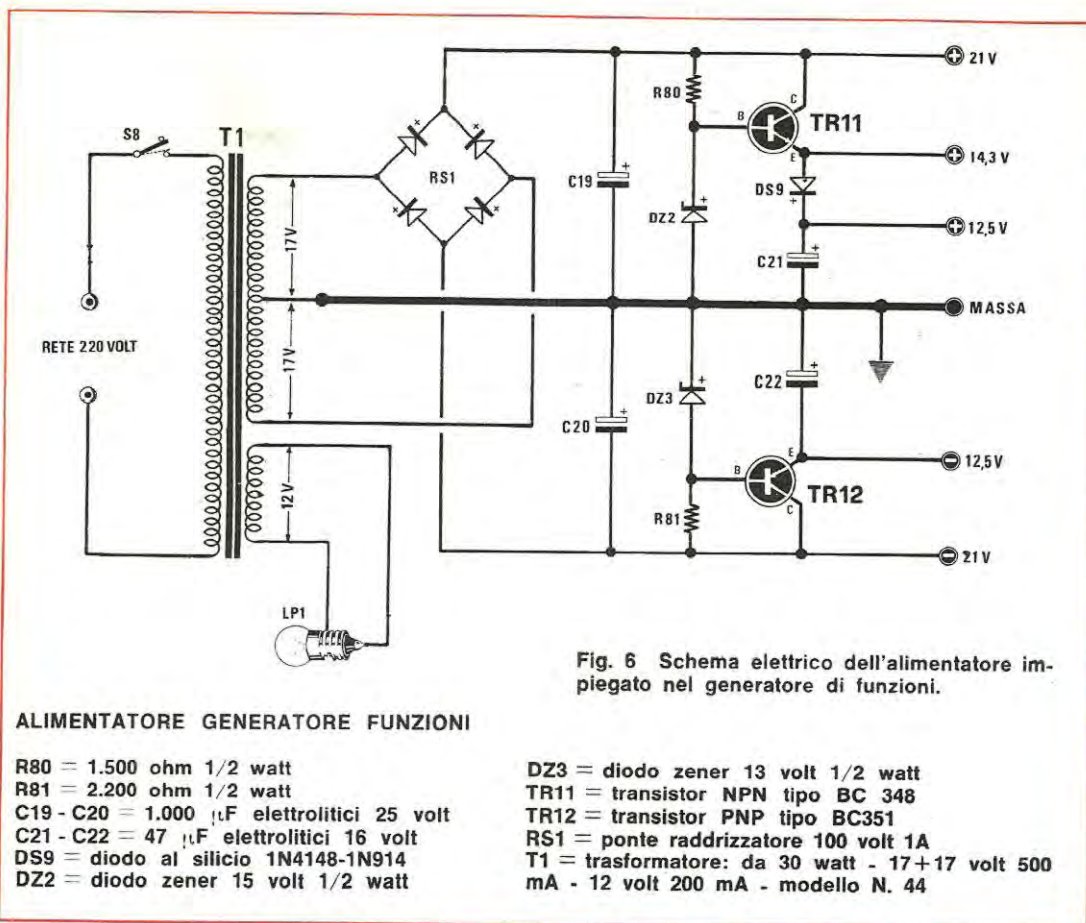 21 V
R80
C
B
TR11
S8
T1
E
14,3 V
RS1
C19
DS9
17V
DZ2
12,5 V
C21
MASSA
RETE 220 VOLT
17V
C22
DZ3
C20
E
12,5 V
B
TR12
12V
R81
C
21 V
LP1
Fig. 6 Schema elettrico dell'alimentatore im-
piegato nel generatore di funzioni.
ALIMENTATORE GENERATORE FUNZIONI
R80 = 1.500 ohm 1/2 watt
R81 = 2.200 ohm 1/2 watt
C19 - C20 = 1.000 µF elettrolitici 25 volt
C21 - C22 = 47 µF elettrolitici 16 volt
DS9 = diodo al silicio 1N4148-1N914
DZ2 = diodo zener 15 volt 1/2 watt
DZ3 = diodo zener 13 volt 1/2 watt
TR11 = transistor NPN tipo BC 348
TR12 = transistor PNP tipo BC351
RS1 = ponte raddrizzatore 100 volt 1A
T1 = trasformatore: da 30 watt - 17+17 volt 500
mA - 12 volt 200 mA - modello N. 44